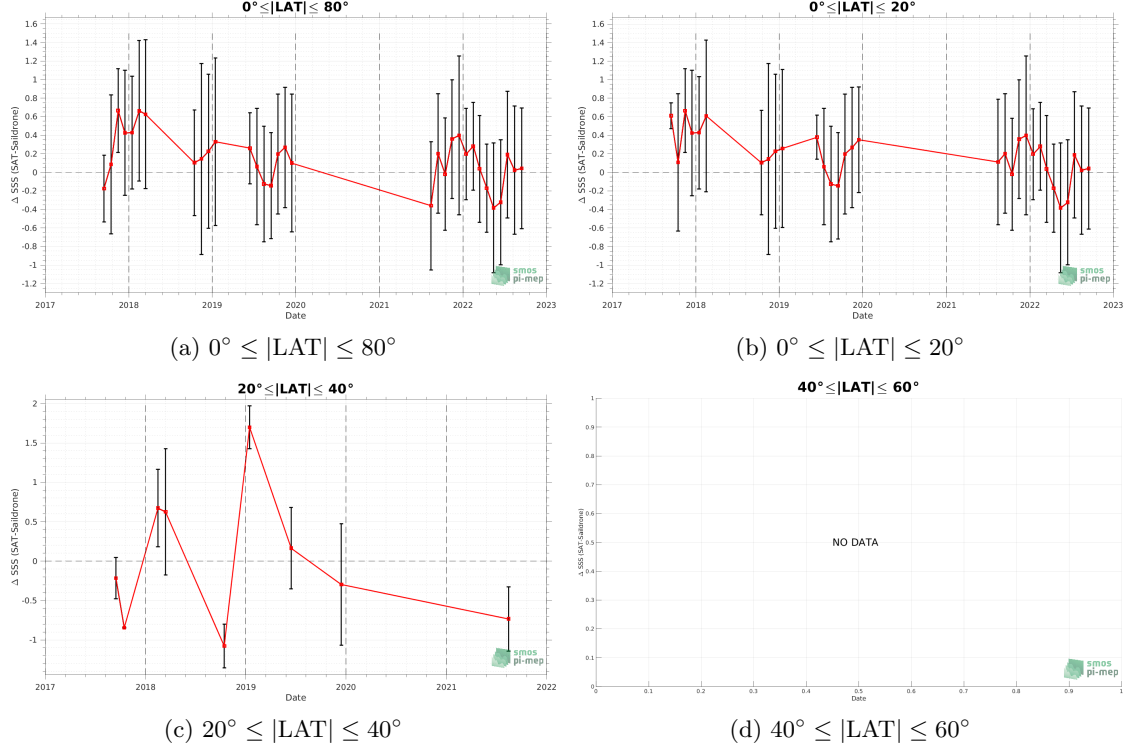 0°≤|LAT|≤ 80°
Δ SSS (SAT-Saildrone)
1.6
1.4
1.2
1
0.8
0.6
0.4
0.2
0
-0.2
-0.4
-0.6
-0.8
-1
-1.2
2017 2018 2019 2020 2021 2022 2023
Date
smos
pi-mep
(a) 0° ≤ |LAT| ≤ 80°
0°≤|LAT|≤ 20°
Δ SSS (SAT-Saildrone)
1.6
1.4
1.2
1
0.8
0.6
0.4
0.2
0
-0.2
-0.4
-0.6
-0.8
-1
-1.2
2017 2018 2019 2020 2021 2022 2023
Date
smos
pi-mep
(b) 0° ≤ |LAT| ≤ 20°
20°≤|LAT|≤ 40°
Δ SSS (SAT-Saildrone)
2
1.5
1
0.5
0
-0.5
-1
2017 2018 2019 2020 2021 2022
Date
smos
pi-mep
(c) 20° ≤ |LAT| ≤ 40°
40°≤|LAT|≤ 60°
Δ SSS (SAT-Saildrone)
1
0.9
0.8
0.7
0.6
0.5
0.4
0.3
0.2
0.1
0
NO DATA
0 0.1 0.2 0.3 0.4 0.5 0.6 0.7 0.8 0.9 1
Date
smos
pi-mep
(d) 40° ≤ |LAT| ≤ 60°